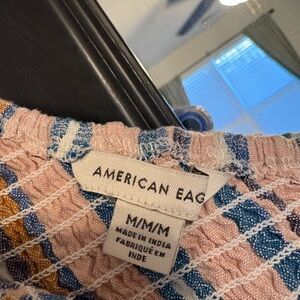 AMERICAN EAG
M/M/M
MADE IN INDIA
FABRIQUÉ EN
INDE